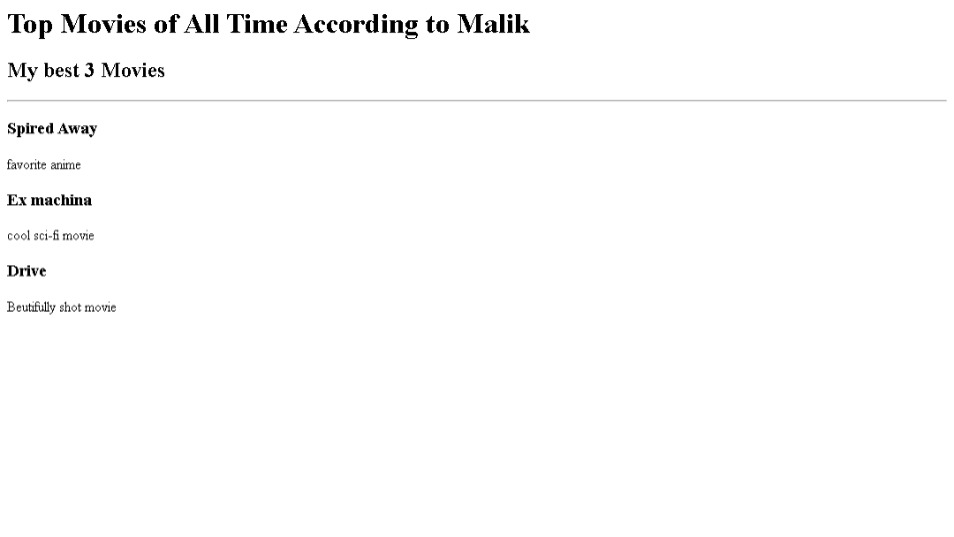 Top Movies of All Time According to Malik
My best 3 Movies
Spired Away
favorite anime
Ex machina
cool sci-fi movie
Drive
Beutifully shot movie